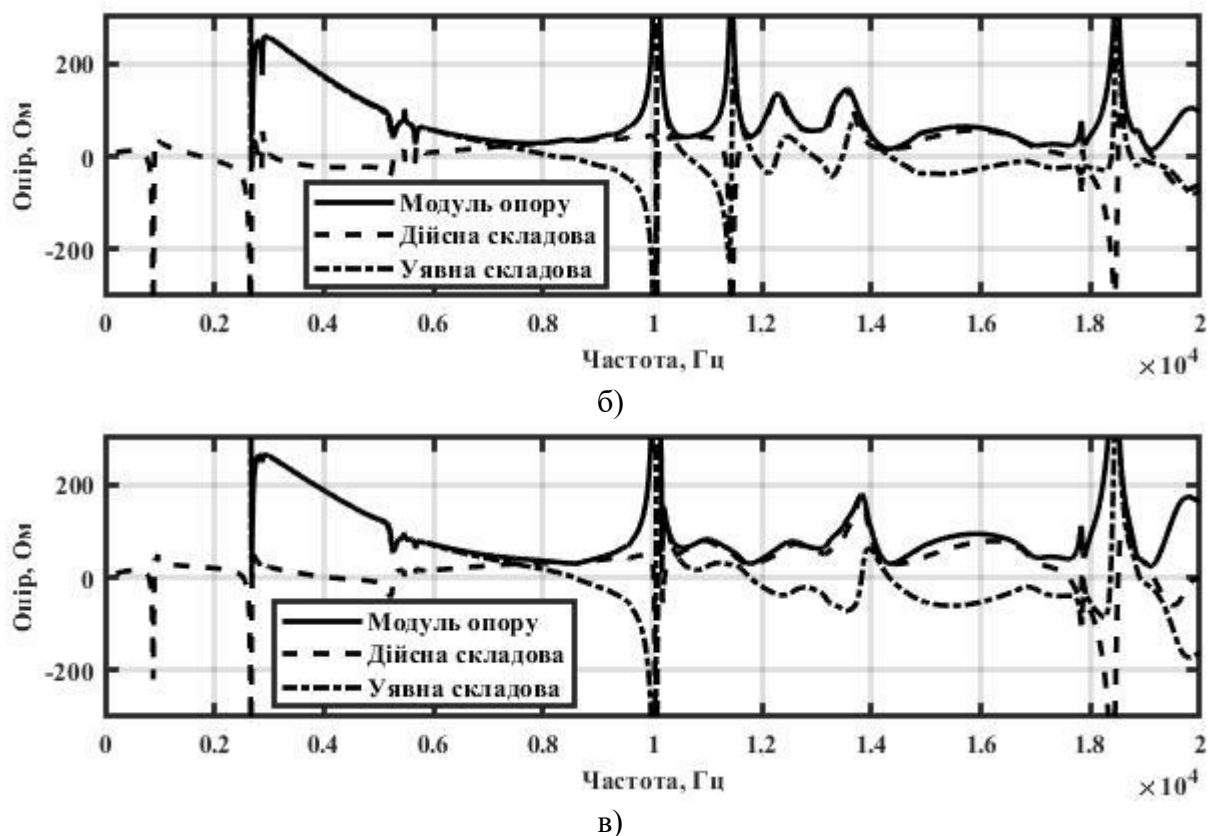 200
0
-200
Опір, Ом
Модуль опору
Дійсна складова
Уявна складова
0 0.2 0.4 0.6 0.8 1 1.2 1.4 1.6 1.8 2
Частота, Гц
×10⁴
б)
200
0
-200
Опір, Ом
Модуль опору
Дійсна складова
Уявна складова
0 0.2 0.4 0.6 0.8 1 1.2 1.4 1.6 1.8 2
Частота, Гц
×10⁴
в)